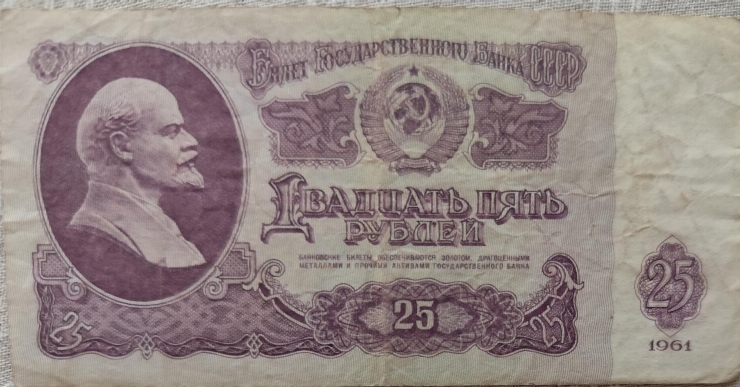 Билет Государственного Банка СССР
Двадцать пять
рублей
БАНКОВСКИЕ БИЛЕТЫ ОБЕСПЕЧИВАЮТСЯ ЗОЛОТОМ, ДРАГОЦЕННЫМИ
МЕТАЛЛАМИ И ПРОЧИМИ АКТИВАМИ ГОСУДАРСТВЕННОГО БАНКА
25
25
25
25
1961